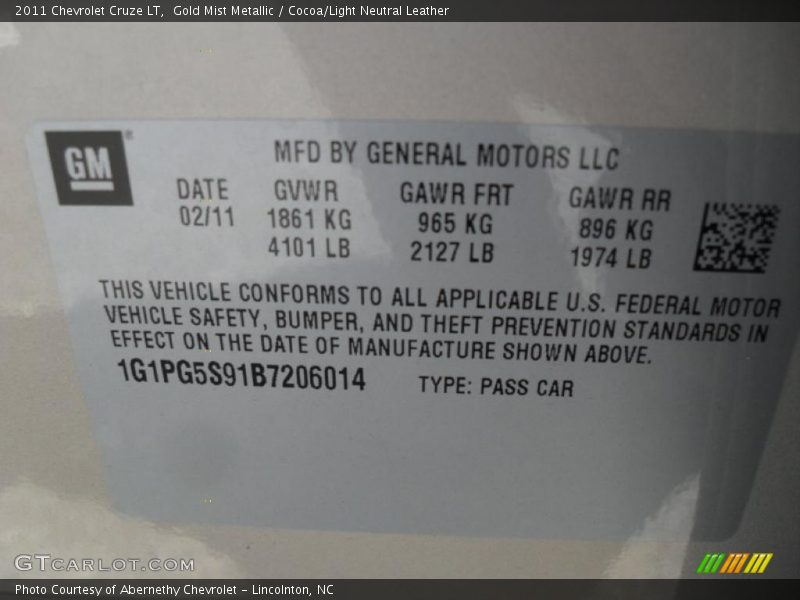 2011 Chevrolet Cruze LT, Gold Mist Metallic / Cocoa/Light Neutral Leather
GM ®
MFD BY GENERAL MOTORS LLC
DATE GVWR GAWR FRT GAWR RR
02/11 1861 KG 965 KG 896 KG
4101 LB 2127 LB 1974 LB
THIS VEHICLE CONFORMS TO ALL APPLICABLE U.S. FEDERAL MOTOR
VEHICLE SAFETY, BUMPER, AND THEFT PREVENTION STANDARDS IN
EFFECT ON THE DATE OF MANUFACTURE SHOWN ABOVE.
1G1PG5S91B7206014 TYPE: PASS CAR
GTCARLOT.COM
Photo Courtesy of Abernethy Chevrolet - Lincolnton, NC